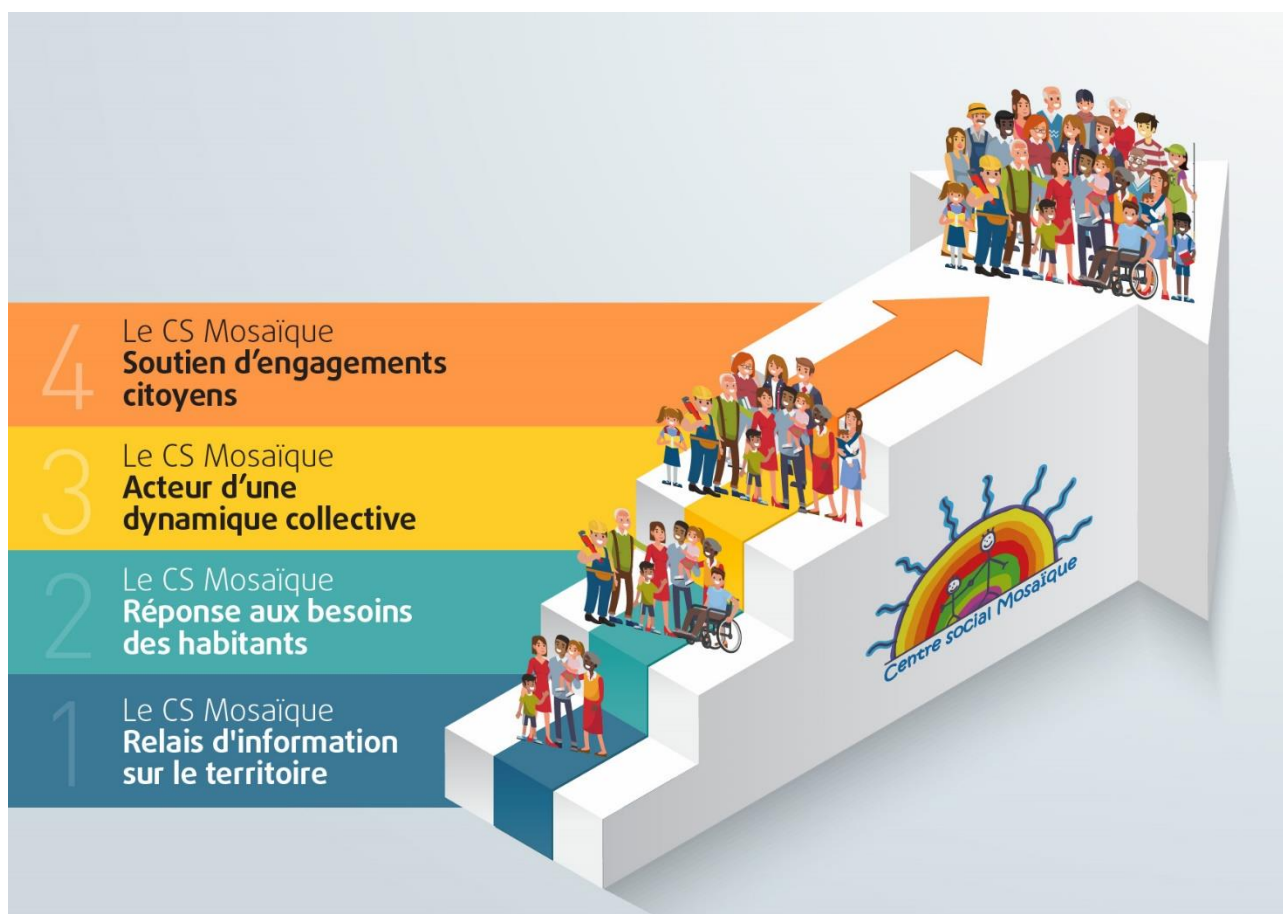 4
Le CS Mosaïque
Soutien d'engagements
citoyens
3
Le CS Mosaïque
Acteur d'une
dynamique collective
2
Le CS Mosaïque
Réponse aux besoins
des habitants
1
Le CS Mosaïque
Relais d'information
sur le territoire
Centre social Mosaïque